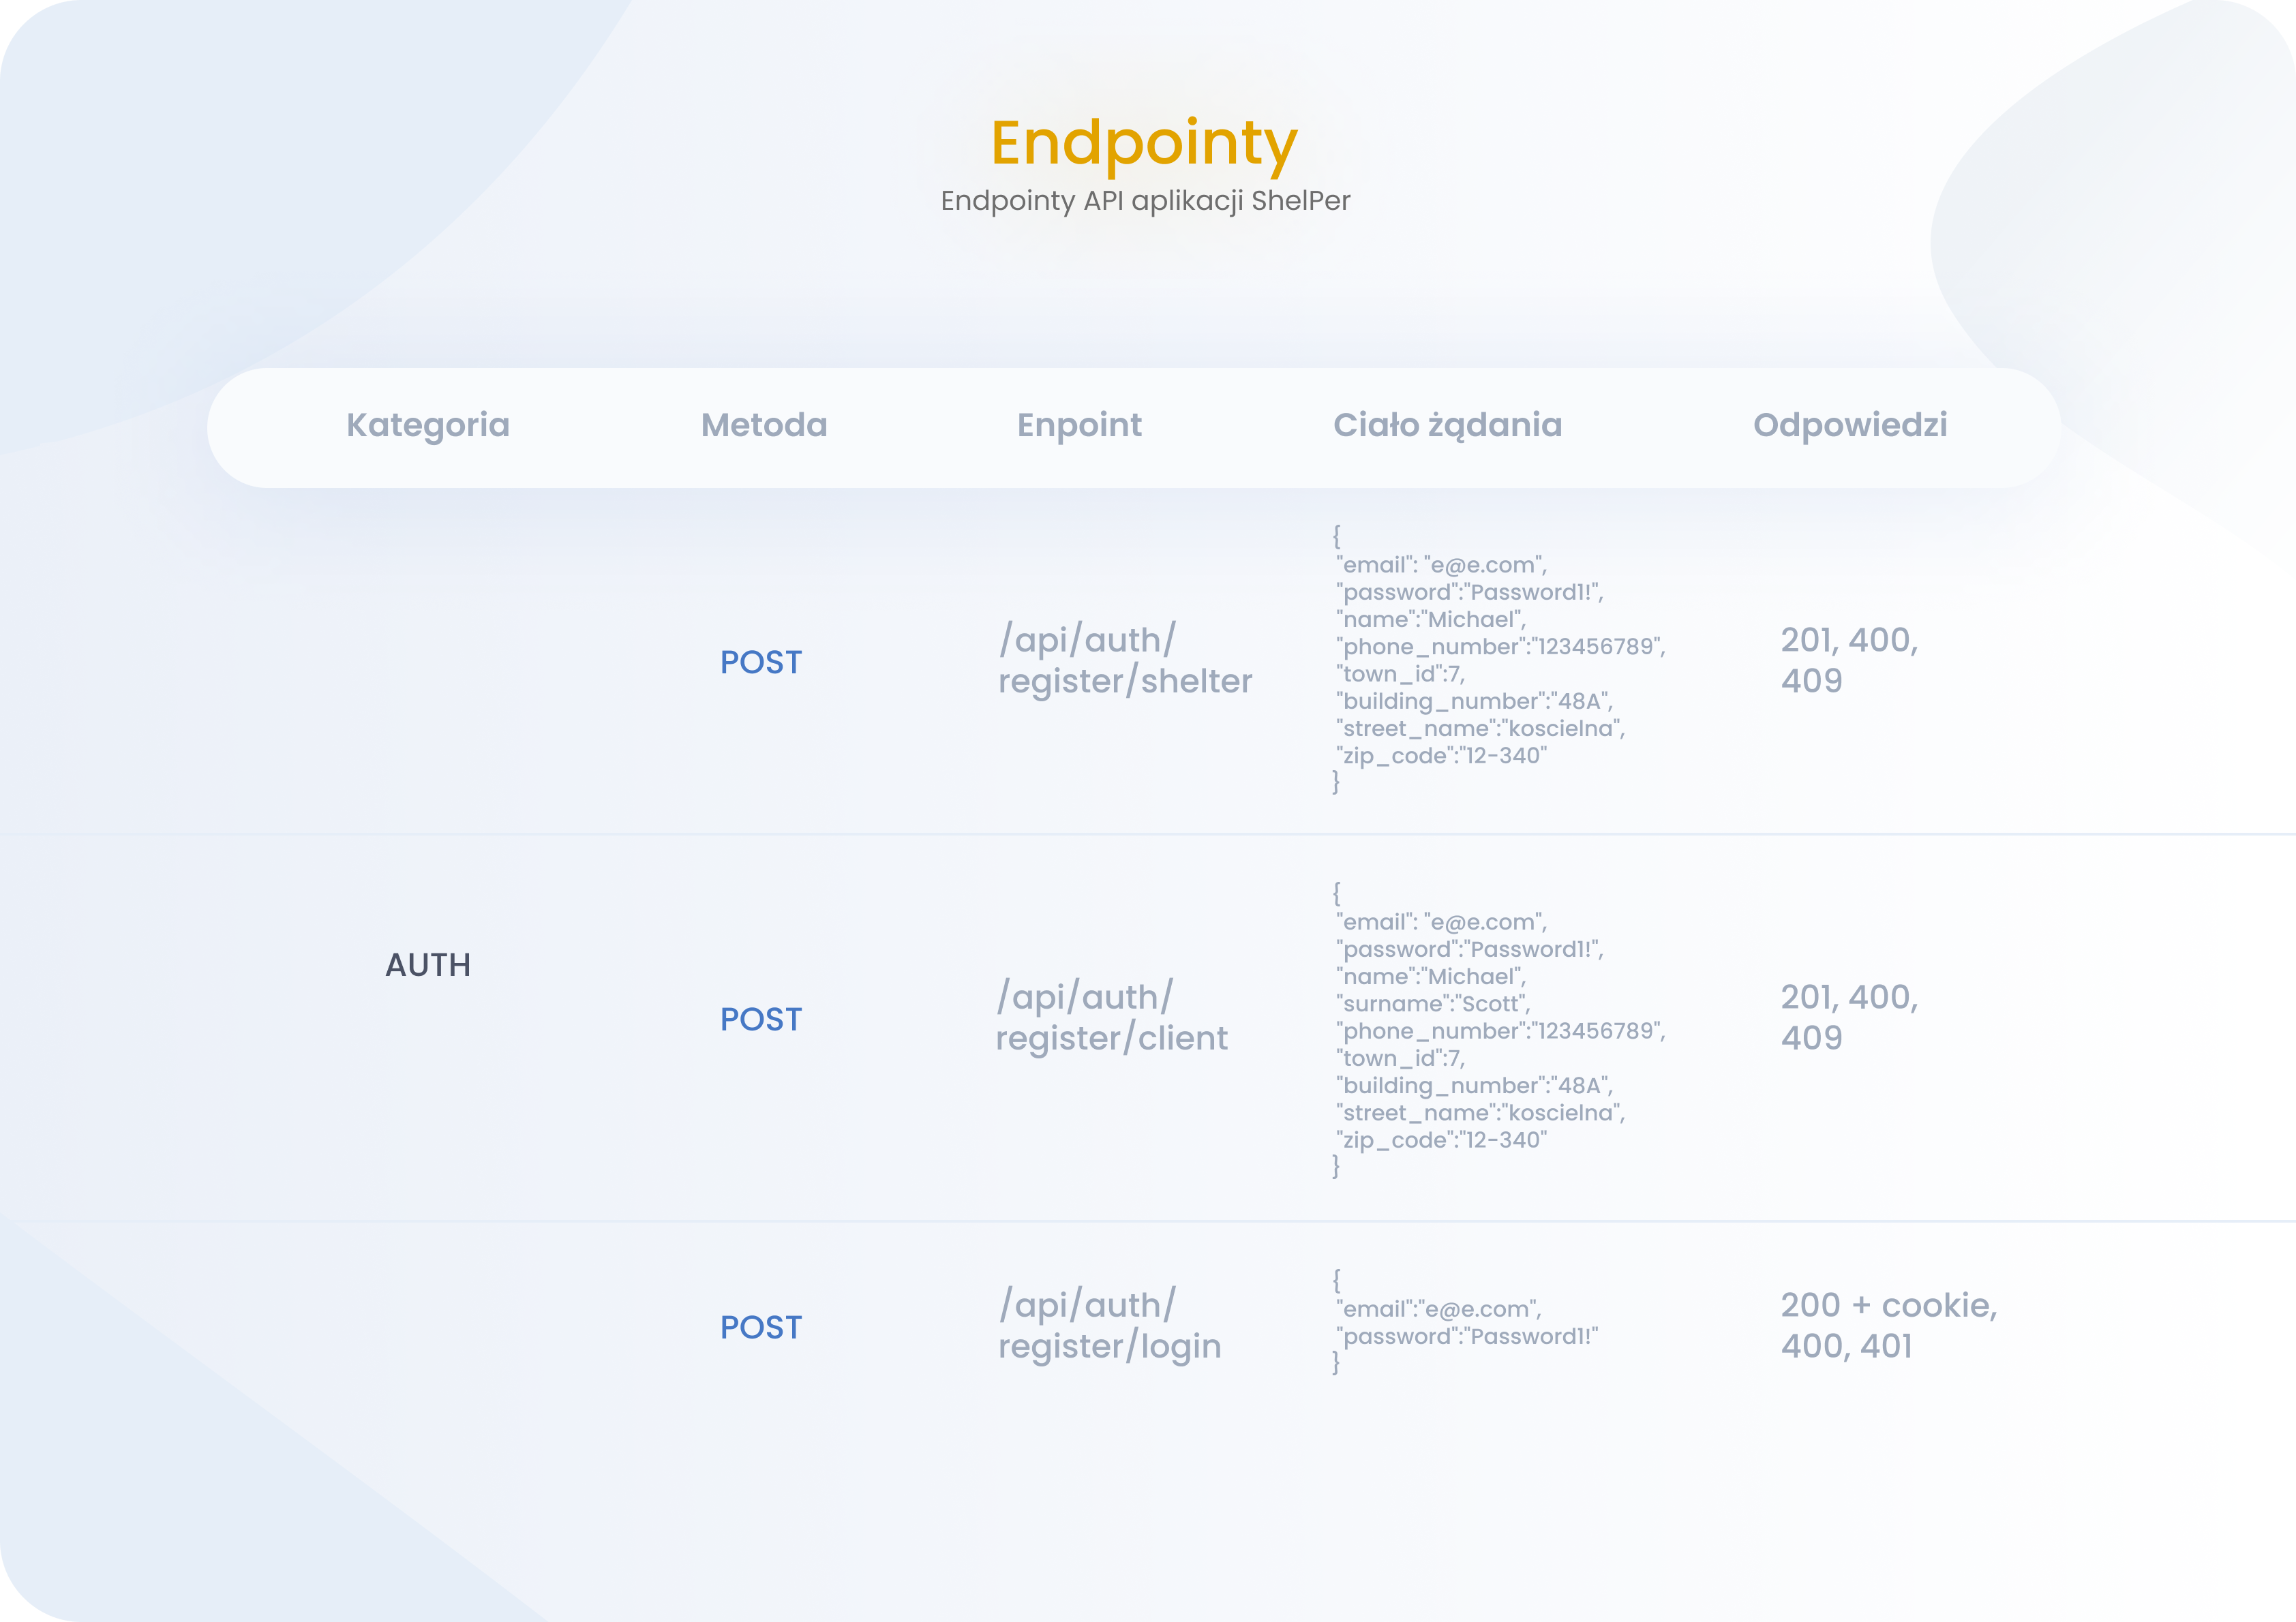 Endpointy
Endpointy API aplikacji ShelPer
Kategoria Metoda Enpoint Ciało żądania Odpowiedzi
AUTH
POST
/api/auth/
register/shelter
{
"email": "e@e.com",
"password":"Password1!",
"name":"Michael",
"phone_number":"123456789",
"town_id":7,
"building_number":"48A",
"street_name":"koscielna",
"zip_code":"12-340"
}
201, 400,
409
POST
/api/auth/
register/client
{
"email": "e@e.com",
"password":"Password1!",
"name":"Michael",
"surname":"Scott",
"phone_number":"123456789",
"town_id":7,
"building_number":"48A",
"street_name":"koscielna",
"zip_code":"12-340"
}
201, 400,
409
POST
/api/auth/
register/login
{
"email":"e@e.com",
"password":"Password1!"
}
200 + cookie,
400, 401